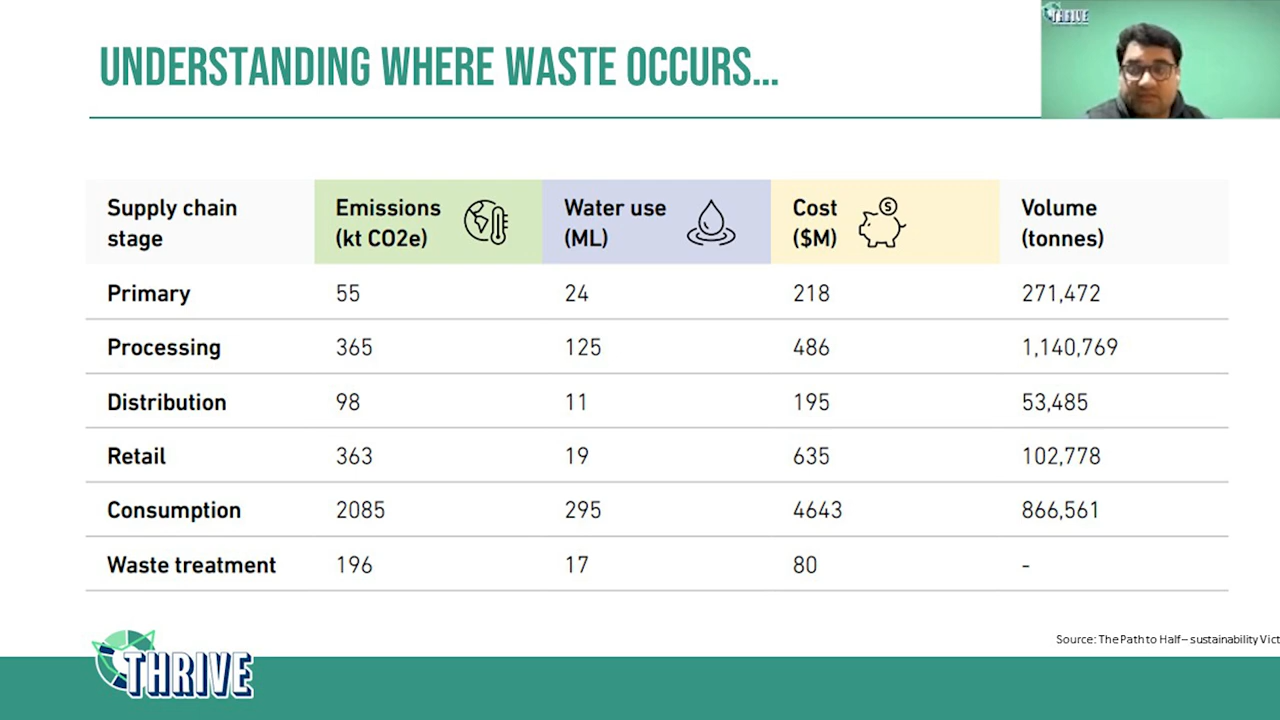 UNDERSTANDING WHERE WASTE OCCURS...
THRIVE
Supply chain stage
Emissions (kt CO2e)
Water use (ML)
Cost ($M)
$
Volume (tonnes)
Primary 55 24 218 271,472
Processing 365 125 486 1,140,769
Distribution 98 11 195 53,485
Retail 363 19 635 102,778
Consumption 2085 295 4643 866,561
Waste treatment 196 17 80 -
Source: The Path to Half– sustainability Vict
THRIVE